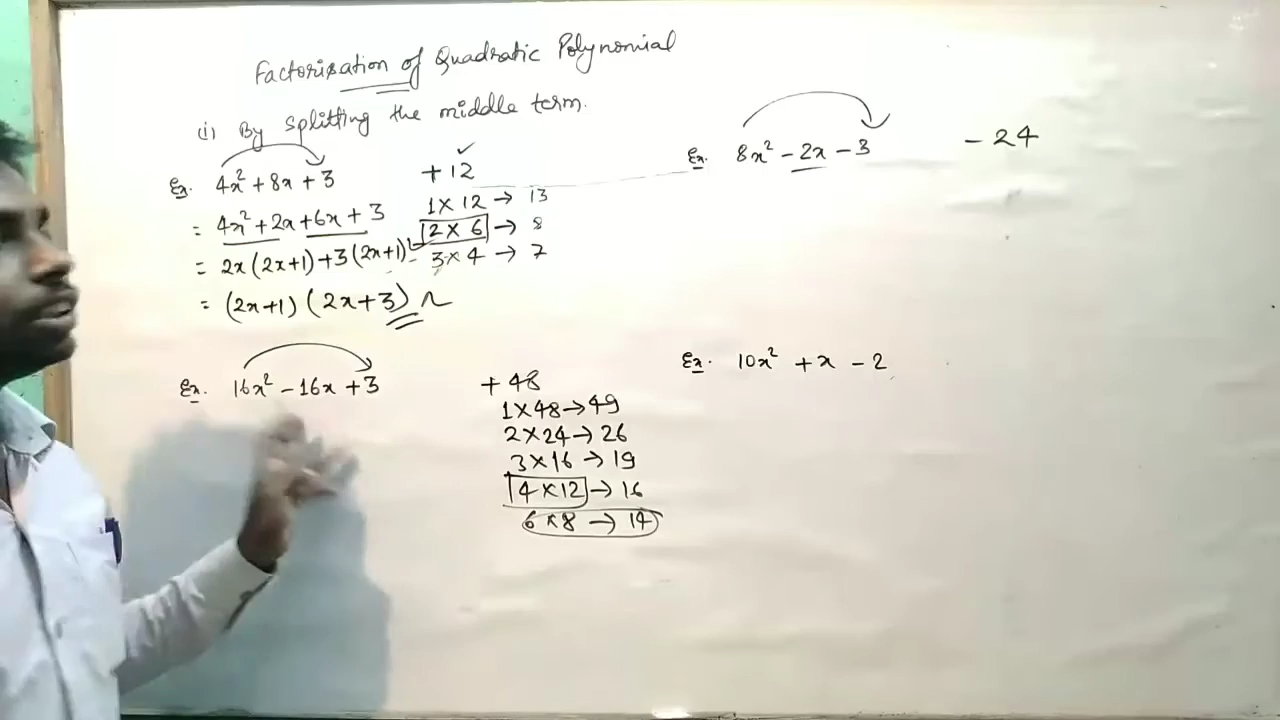 Factorization of Quadratic Polynomial
(i) By splitting the middle term.
Ex. 4x² + 8x + 3
= 4x² + 2x + 6x + 3
= 2x (2x+1) + 3 (2x+1)
= (2x+1) (2x+3)
+ 12
1 × 12 → 13
2 × 6 → 8
3 × 4 → 7
Ex. 16x² - 16x + 3
+ 48
1 × 48 → 49
2 × 24 → 26
3 × 16 → 19
4 × 12 → 16
6 × 8 → 14
Ex. 8x² - 2x - 3
- 24
Ex. 10x² + x - 2